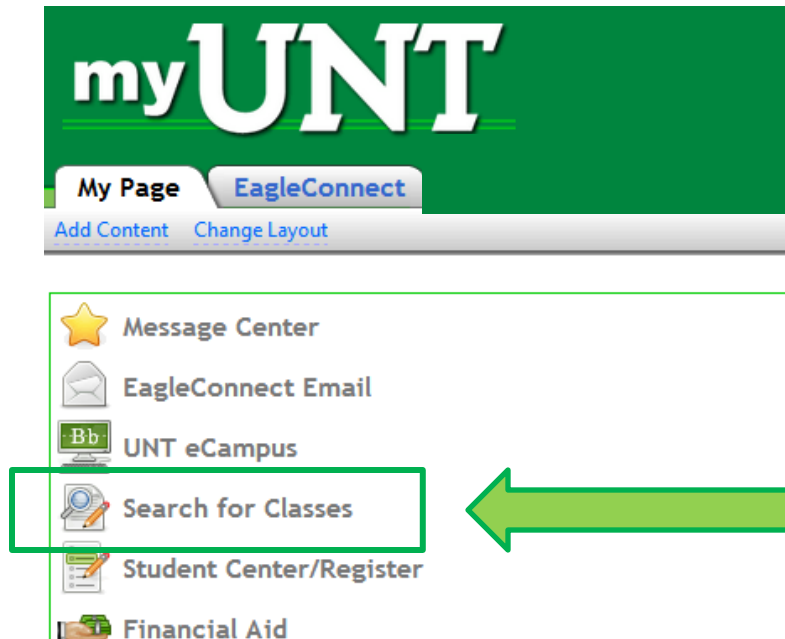 myUNT
My Page EagleConnect
Add Content Change Layout
Message Center
EagleConnect Email
Bb
UNT eCampus
Search for Classes
Student Center/Register
Financial Aid